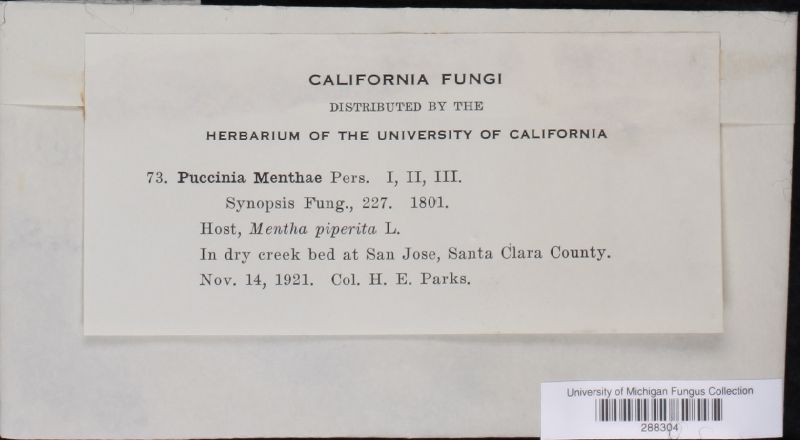 CALIFORNIA FUNGI
DISTRIBUTED BY THE
HERBARIUM OF THE UNIVERSITY OF CALIFORNIA
73. Puccinia Menthae Pers. I, II, III.
Synopsis Fung., 227. 1801.
Host, Mentha piperita L.
In dry creek bed at San Jose, Santa Clara County.
Nov. 14, 1921. Col. H. E. Parks.
University of Michigan Fungus Collection
288304